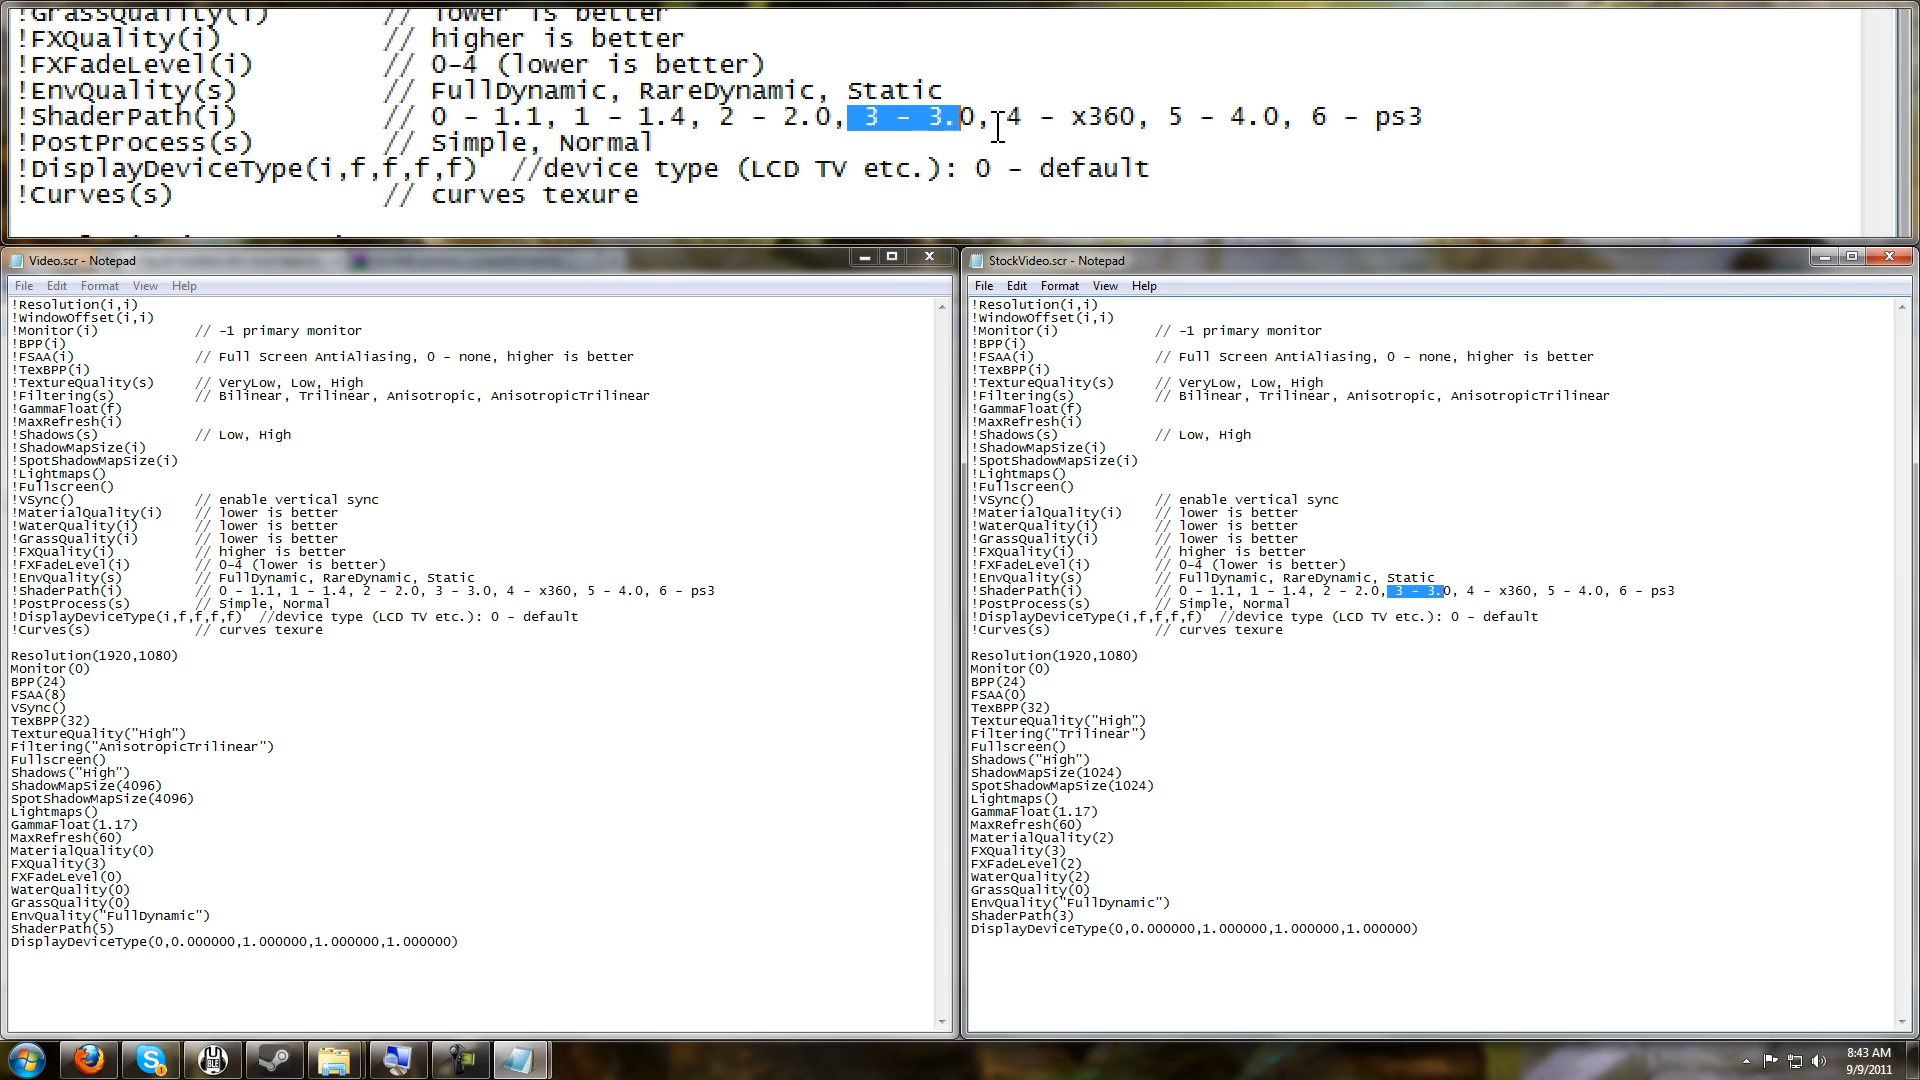 !GrassQuality(i) // lower is better
!FXQuality(i) // higher is better
!FXFadeLevel(i) // 0-4 (lower is better)
!EnvQuality(s) // FullDynamic, RareDynamic, Static
!ShaderPath(i) // 0 - 1.1, 1 - 1.4, 2 - 2.0, 3 - 3.0, 4 - x360, 5 - 4.0, 6 - ps3
!PostProcess(s) // Simple, Normal
!DisplayDeviceType(i,f,f,f,f) //device type (LCD TV etc.): 0 - default
!Curves(s) // curves texure
Video.scr - Notepad
File Edit Format View Help
!Resolution(i,i)
!WindowOffset(i,i)
!Monitor(i) // -1 primary monitor
!BPP(i)
!FSAA(i) // Full Screen AntiAliasing, 0 - none, higher is better
!TexBPP(i)
!TextureQuality(s) // VeryLow, Low, High
!Filtering(s) // Bilinear, Trilinear, Anisotropic, AnisotropicTrilinear
!GammaFloat(f)
!MaxRefresh(i)
!Shadows(s) // Low, High
!ShadowMapSize(i)
!SpotShadowMapSize(i)
!Lightmaps()
!Fullscreen()
!VSync() // enable vertical sync
!MaterialQuality(i) // lower is better
!WaterQuality(i) // lower is better
!GrassQuality(i) // lower is better
!FXQuality(i) // higher is better
!FXFadeLevel(i) // 0-4 (lower is better)
!EnvQuality(s) // FullDynamic, RareDynamic, Static
!ShaderPath(i) // 0 - 1.1, 1 - 1.4, 2 - 2.0, 3 - 3.0, 4 - x360, 5 - 4.0, 6 - ps3
!PostProcess(s) // Simple, Normal
!DisplayDeviceType(i,f,f,f,f) //device type (LCD TV etc.): 0 - default
!Curves(s) // curves texure
Resolution(1920,1080)
Monitor(0)
BPP(24)
FSAA(8)
VSync()
TexBPP(32)
TextureQuality("High")
Filtering("AnisotropicTrilinear")
Fullscreen()
Shadows("High")
ShadowMapSize(4096)
SpotShadowMapSize(4096)
Lightmaps()
GammaFloat(1.17)
MaxRefresh(60)
MaterialQuality(0)
FXQuality(3)
FXFadeLevel(0)
WaterQuality(0)
GrassQuality(0)
EnvQuality("FullDynamic")
ShaderPath(5)
DisplayDeviceType(0,0.000000,1.000000,1.000000,1.000000)
StockVideo.scr - Notepad
File Edit Format View Help
!Resolution(i,i)
!WindowOffset(i,i)
!Monitor(i) // -1 primary monitor
!BPP(i)
!FSAA(i) // Full Screen AntiAliasing, 0 - none, higher is better
!TexBPP(i)
!TextureQuality(s) // VeryLow, Low, High
!Filtering(s) // Bilinear, Trilinear, Anisotropic, AnisotropicTrilinear
!GammaFloat(f)
!MaxRefresh(i)
!Shadows(s) // Low, High
!ShadowMapSize(i)
!SpotShadowMapSize(i)
!Lightmaps()
!Fullscreen()
!VSync() // enable vertical sync
!MaterialQuality(i) // lower is better
!WaterQuality(i) // lower is better
!GrassQuality(i) // lower is better
!FXQuality(i) // higher is better
!FXFadeLevel(i) // 0-4 (lower is better)
!EnvQuality(s) // FullDynamic, RareDynamic, Static
!ShaderPath(i) // 0 - 1.1, 1 - 1.4, 2 - 2.0, 3 - 3.0, 4 - x360, 5 - 4.0, 6 - ps3
!PostProcess(s) // Simple, Normal
!DisplayDeviceType(i,f,f,f,f) //device type (LCD TV etc.): 0 - default
!Curves(s) // curves texure
Resolution(1920,1080)
Monitor(0)
BPP(24)
FSAA(0)
TexBPP(32)
TextureQuality("High")
Filtering("Trilinear")
Fullscreen()
Shadows("High")
ShadowMapSize(1024)
SpotShadowMapSize(1024)
Lightmaps()
GammaFloat(1.17)
MaxRefresh(60)
MaterialQuality(2)
FXQuality(3)
FXFadeLevel(2)
WaterQuality(2)
GrassQuality(0)
EnvQuality("FullDynamic")
ShaderPath(3)
DisplayDeviceType(0,0.000000,1.000000,1.000000,1.000000)
8:43 AM
9/9/2011